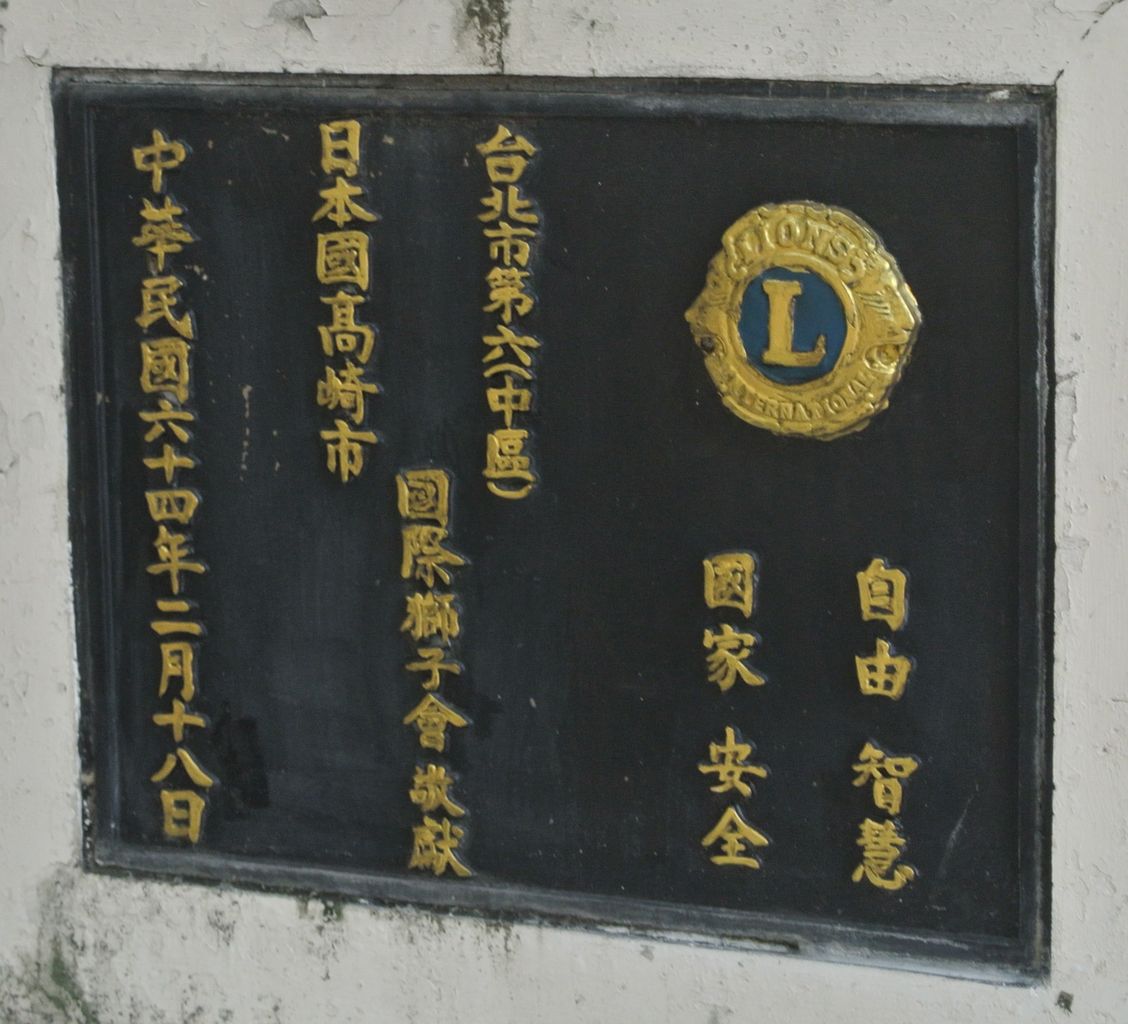 LIONS
L
INTERNATIONAL
自由 智慧
國家 安全
台北市第六(中區)
日本國高崎市
國際獅子會敬獻
中華民國六十四年二月十八日